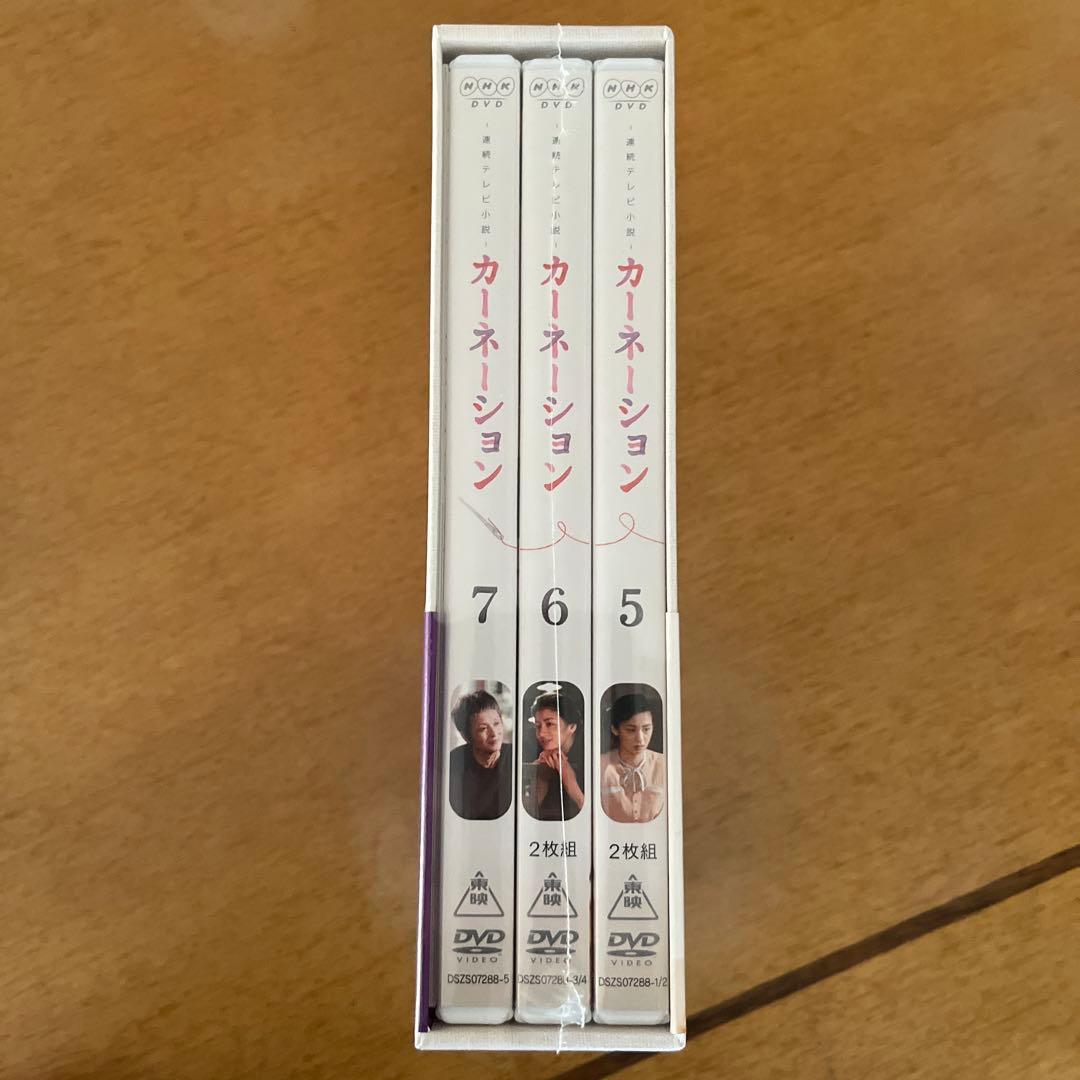 NHK
DVD
-連続テレビ小説-
カーネーション
7
東映
DVD
VIDEO
DSZS07288-5
NHK
DVD
-連続テレビ小説-
カーネーション
6
2枚組
東映
DVD
VIDEO
DSZS07288-3/4
NHK
DVD
-連続テレビ小説-
カーネーション
5
2枚組
東映
DVD
VIDEO
DSZS07288-1/2